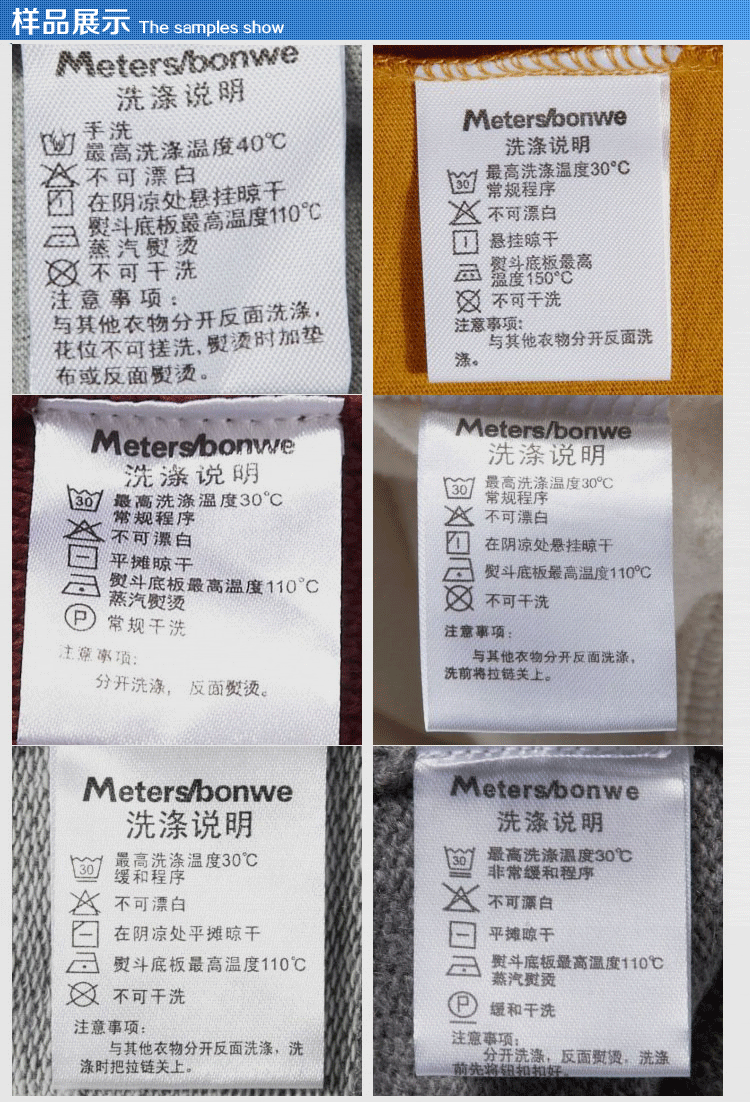 样品展示 The samples show
Meters/bonwe
洗涤说明
手洗
最高洗涤温度40℃
不可漂白
在阴凉处悬挂晾干
熨斗底板最高温度110℃
蒸汽熨烫
不可干洗
注意事项:
与其他衣物分开反面洗涤,
花位不可搓洗,熨烫时加垫
布或反面熨烫。
Meters/bonwe
洗涤说明
30
最高洗涤温度30°C
常规程序
不可漂白
悬挂晾干
熨斗底板最高
温度150°C
不可干洗
注意事项:
与其他衣物分开反面洗
涤。
Meters/bonwe
洗涤说明
30
最高洗涤温度30℃
常规程序
不可漂白
平摊晾干
熨斗底板最高温度110°C
蒸汽熨烫
P
常规干洗
注意事项:
分开洗涤, 反面熨烫。
Meters/bonwe
洗涤说明
30
最高洗涤温度30℃
常规程序
不可漂白
在阴凉处悬挂晾干
熨斗底板最高温度110℃
不可干洗
注意事项:
与其他衣物分开反面洗涤,
洗前将拉链关上。
Meters/bonwe
洗涤说明
30
最高洗涤温度30℃
缓和程序
不可漂白
在阴凉处平摊晾干
熨斗底板最高温度110℃
不可干洗
注意事项:
与其他衣物分开反面洗涤,洗
涤时把拉链关上。
Meters/bonwe
洗涤说明
30
最高洗涤温度30℃
非常缓和程序
不可漂白
平摊晾干
熨斗底板最高温度110℃
蒸汽熨烫
P
缓和干洗
注意事项:
分开洗涤, 反面熨烫, 洗涤
前先将钮扣扣好。